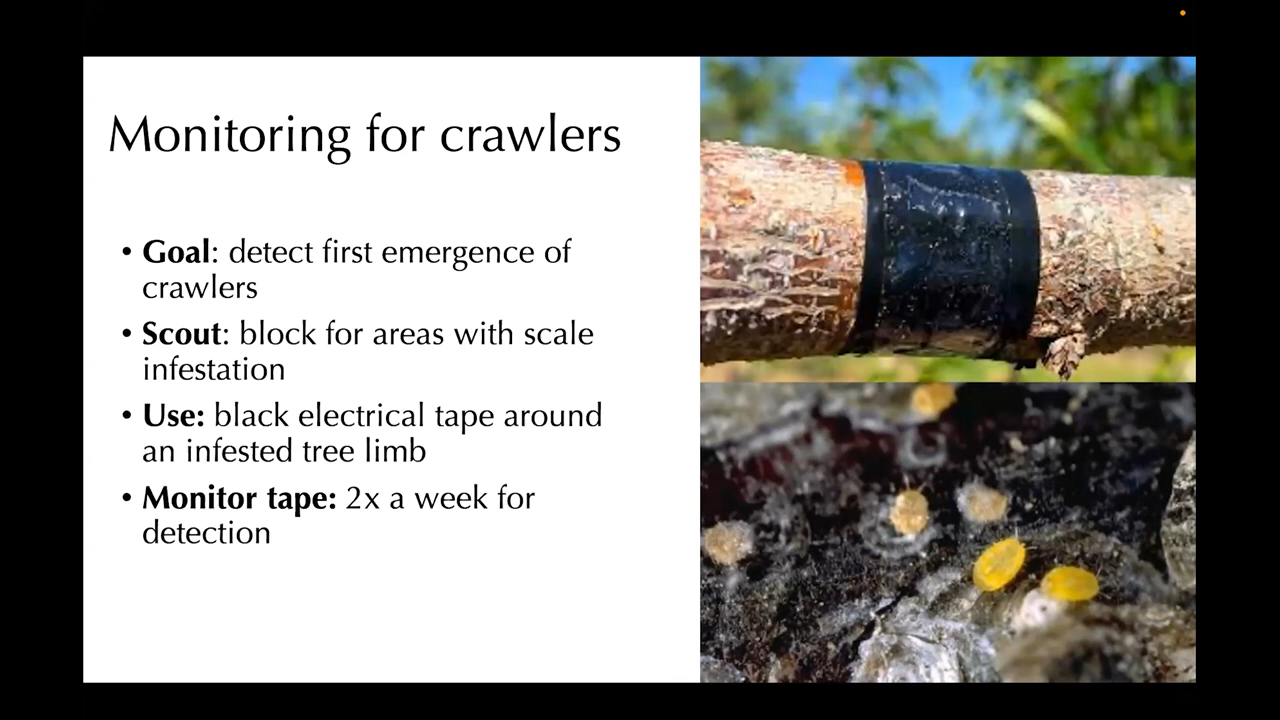 Monitoring for crawlers
• Goal: detect first emergence of
crawlers
• Scout: block for areas with scale
infestation
• Use: black electrical tape around
an infested tree limb
• Monitor tape: 2x a week for
detection